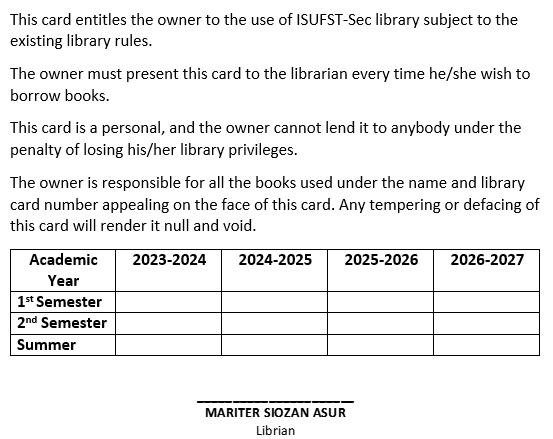 This card entitles the owner to the use of ISUFST-Sec library subject to the
existing library rules.
The owner must present this card to the librarian every time he/she wish to
borrow books.
This card is a personal, and the owner cannot lend it to anybody under the
penalty of losing his/her library privileges.
The owner is responsible for all the books used under the name and library
card number appealing on the face of this card. Any tempering or defacing of
this card will render it null and void.
Academic 2023-2024 2024-2025 2025-2026 2026-2027
Year
1st Semester
2nd Semester
Summer
MARITER SIOZAN ASUR
Librian